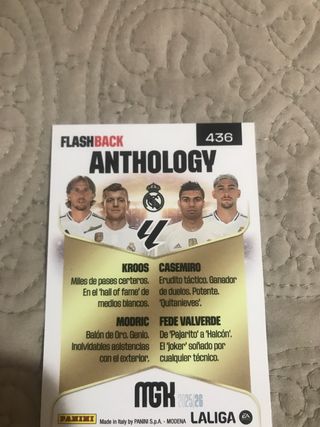 FLASHBACK
436
ANTHOLOGY
KROOS
Miles de pases certeros.
En el 'hall of fame' de
medios blancos.
CASEMIRO
Erudito táctico. Ganador
de duelos. Potente.
'Quitanieves'.
MODRIC
Balón de Oro. Genio.
Inolvidables asistencias
con el exterior.
FEDE VALVERDE
De 'Pajarito' a 'Halcón'.
El 'joker' soñado por
cualquier técnico.
MGK 2025/26
PANINI
Made in Italy by PANINI S.p.A. - MODENA
LALIGA
EA